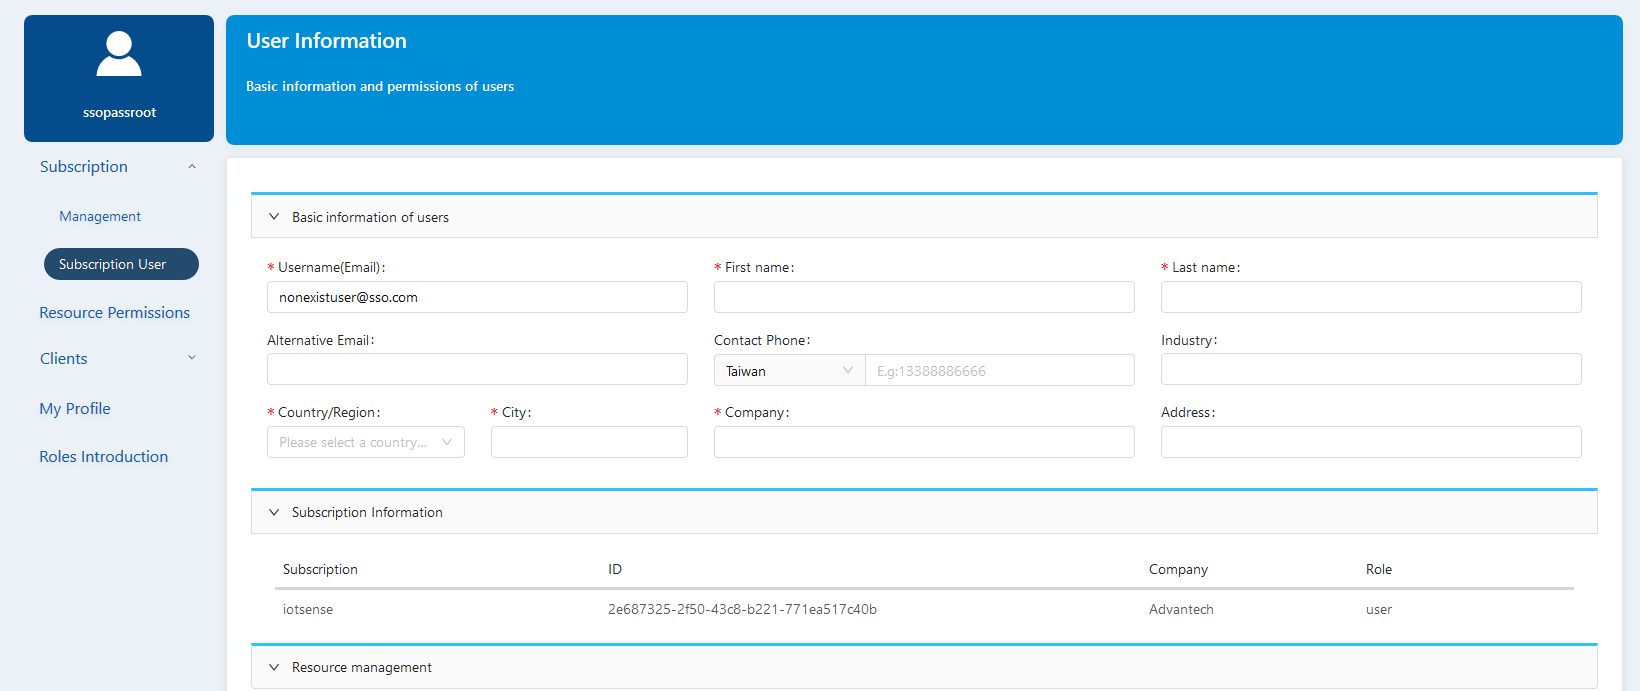 ssopassroot
Subscription
Management
Subscription User
Resource Permissions
Clients
My Profile
Roles Introduction
User Information
Basic information and permissions of users
Basic information of users
* Username(Email): * First name: * Last name:
nonexistuser@sso.com
Alternative Email: Contact Phone: Industry:
Taiwan E.g:13388886666
* Country/Region: * City: * Company: Address:
Please select a country...
Subscription Information
Subscription ID Company Role
iotsense 2e687325-2f50-43c8-b221-771ea517c40b Advantech user
Resource management